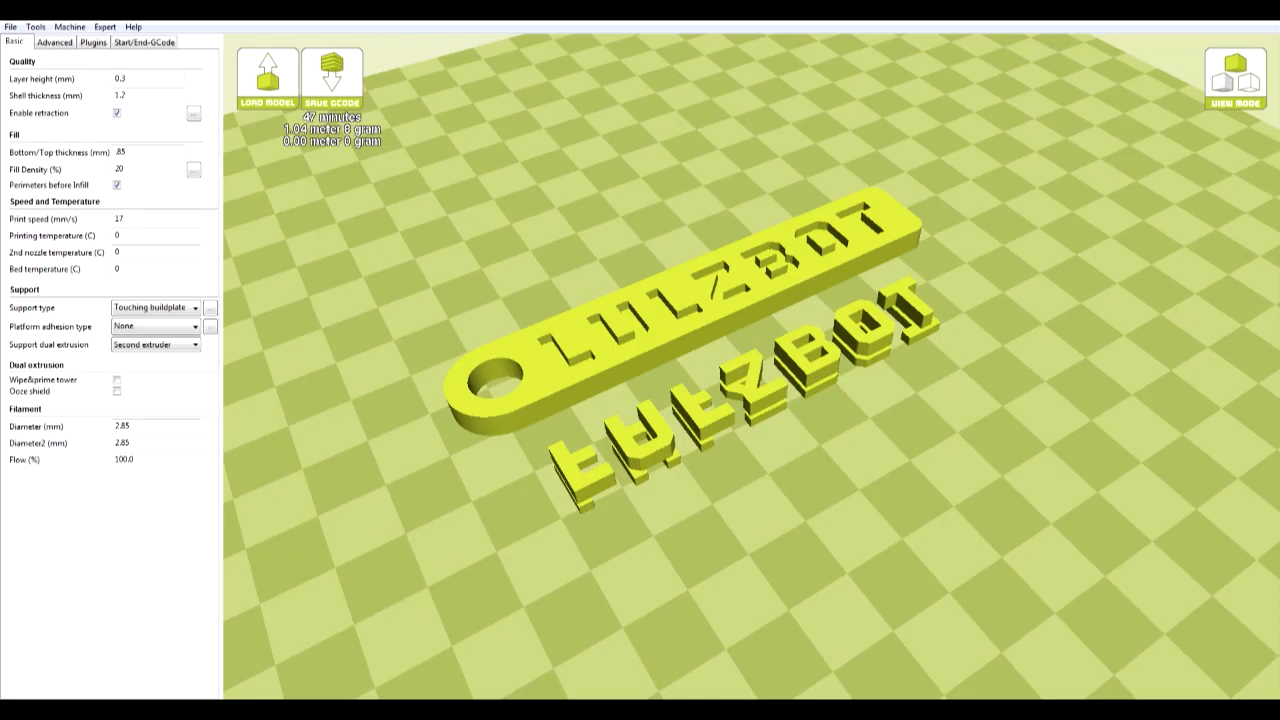 File Tools Machine Expert Help
Basic Advanced Plugins Start/End-GCode
Quality
Layer height (mm) 0.3
Shell thickness (mm) 1.2
Enable retraction ...
Fill
Bottom/Top thickness (mm) .85
Fill Density (%) 20 ...
Perimeters before Infill
Speed and Temperature
Print speed (mm/s) 17
Printing temperature (C) 0
2nd nozzle temperature (C) 0
Bed temperature (C) 0
Support
Support type Touching buildplate ...
Platform adhesion type None ...
Support dual extrusion Second extruder
Dual extrusion
Wipe&prime tower
Ooze shield
Filament
Diameter (mm) 2.85
Diameter2 (mm) 2.85
Flow (%) 100.0
LOAD MODEL SAVE GCODE
47 minutes
1.04 meter 8 gram
0.00 meter 0 gram
VIEW MODE
LULZBOT
LULZBOT